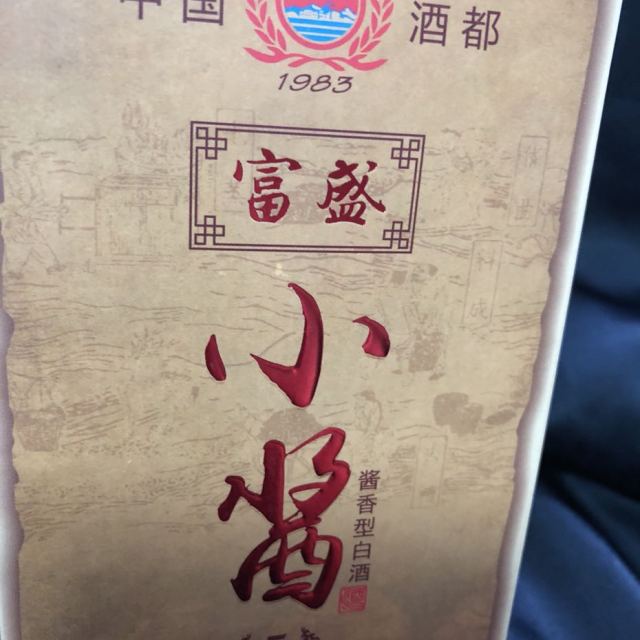 中国 酒都
1983
富盛
小酱
酱香型白酒